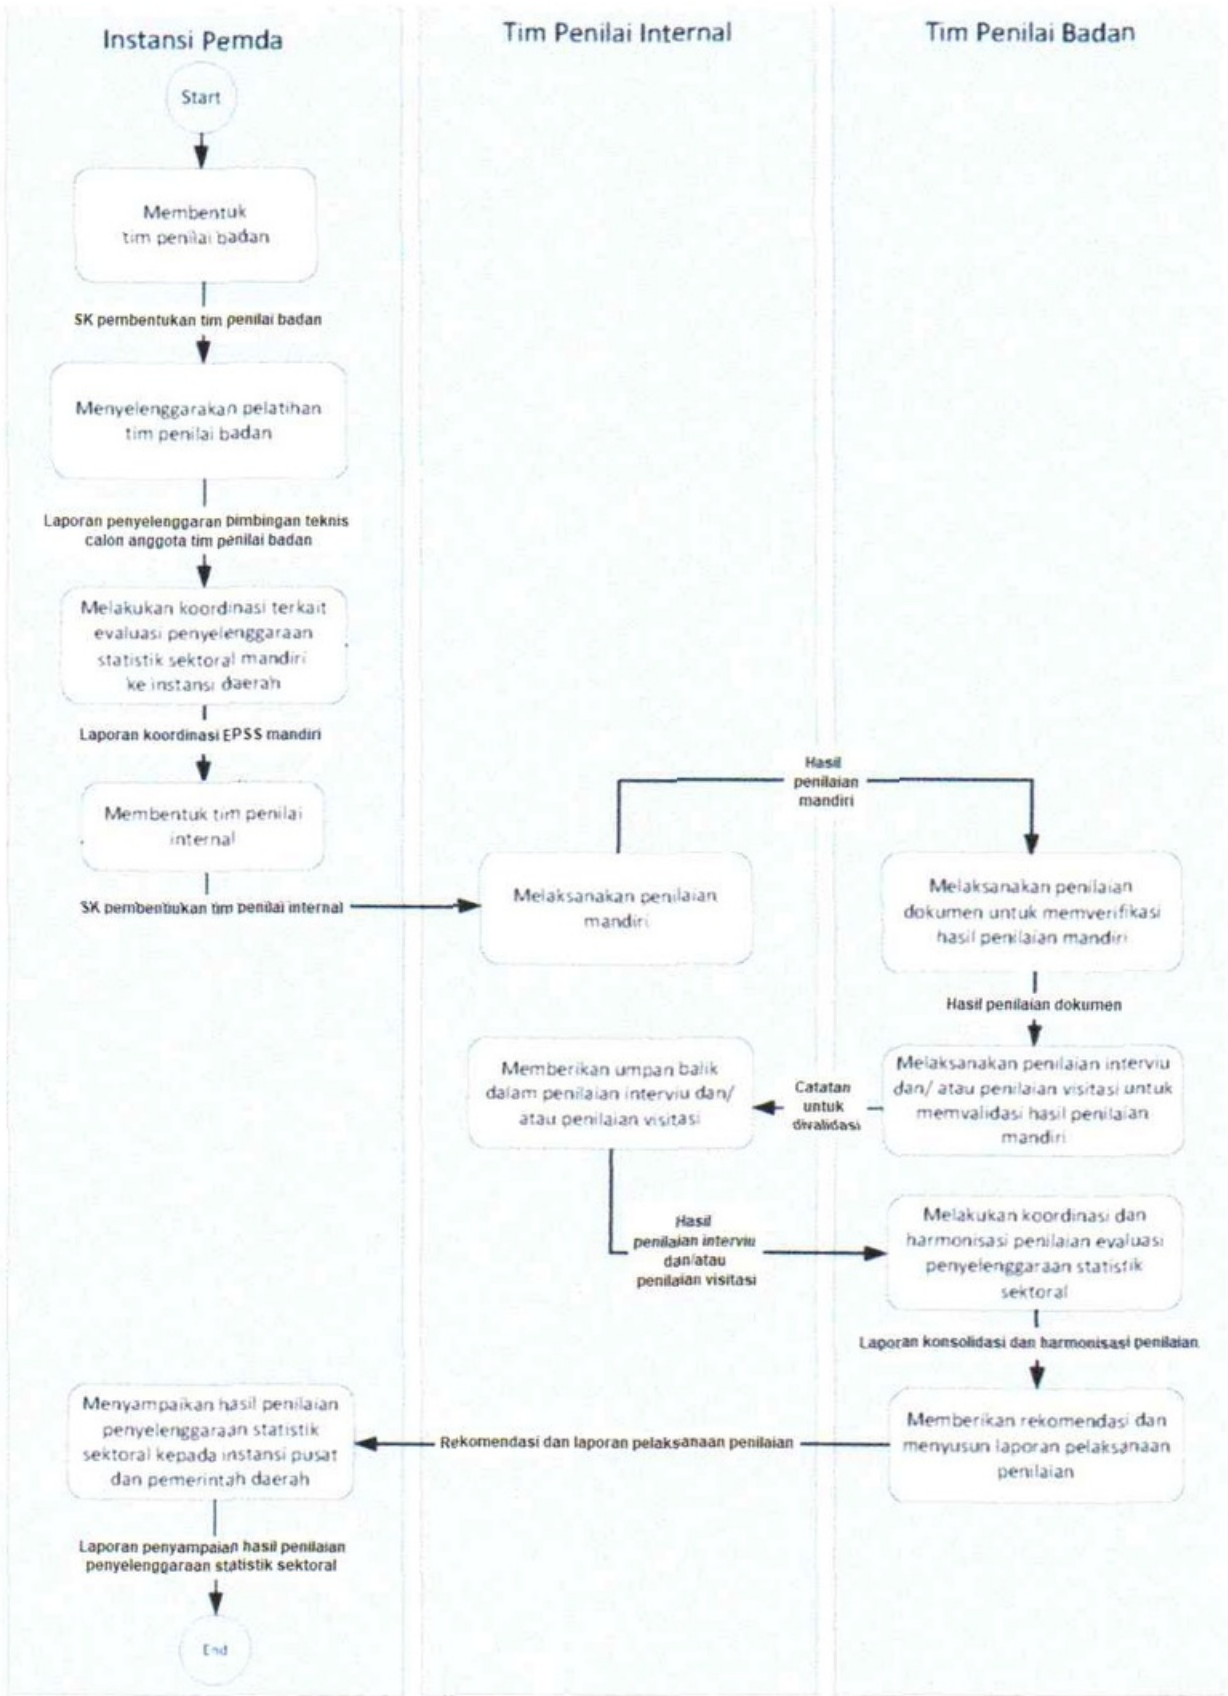 Instansi Pemda
Tim Penilai Internal
Tim Penilai Badan
Start
Membentuk
tim penilai badan
SK pembentukan tim penilai badan
Menyelenggarakan pelatihan
tim penilai badan
Laporan penyelenggaran bimbingan teknis
calon anggota tim penilai badan
Melakukan koordinasi terkait
evaluasi penyelenggaraan
statistik sektoral mandiri
ke instansi daerah
Laporan koordinasi EPSS mandiri
Membentuk tim penilai
internal
SK pembentiukan tim penilai internal
Melaksanakan penilaian
mandiri
Hasil
penilaian
mandiri
Melaksanakan penilaian
dokumen untuk memverifikasi
hasil penilaian mandiri
Hasil penilaian dokumen
Melaksanakan penilaian interviu
dan/ atau penilaian visitasi untuk
memvalidasi hasil penilaian
mandiri
Catatan
untuk
divalidasi
Memberikan umpan balik
dalam penilaian interviu dan/
atau penilaian visitasi
Hasil
penilaian interviu
dan/atau
penilaian visitasi
Melakukan koordinasi dan
harmonisasi penilaian evaluasi
penyelenggaraan statistik
sektoral
Laporan konsolidasi dan harmonisasi penilaian
Memberikan rekomendasi dan
menyusun laporan pelaksanaan
penilaian
Rekomendasi dan laporan pelaksanaan penilaian
Menyampaikan hasil penilaian
penyelenggaraan statistik
sektoral kepada instansi pusat
dan pemerintah daerah
Laporan penyampaian hasil penilaian
penyelenggaraan statistik sektoral
End